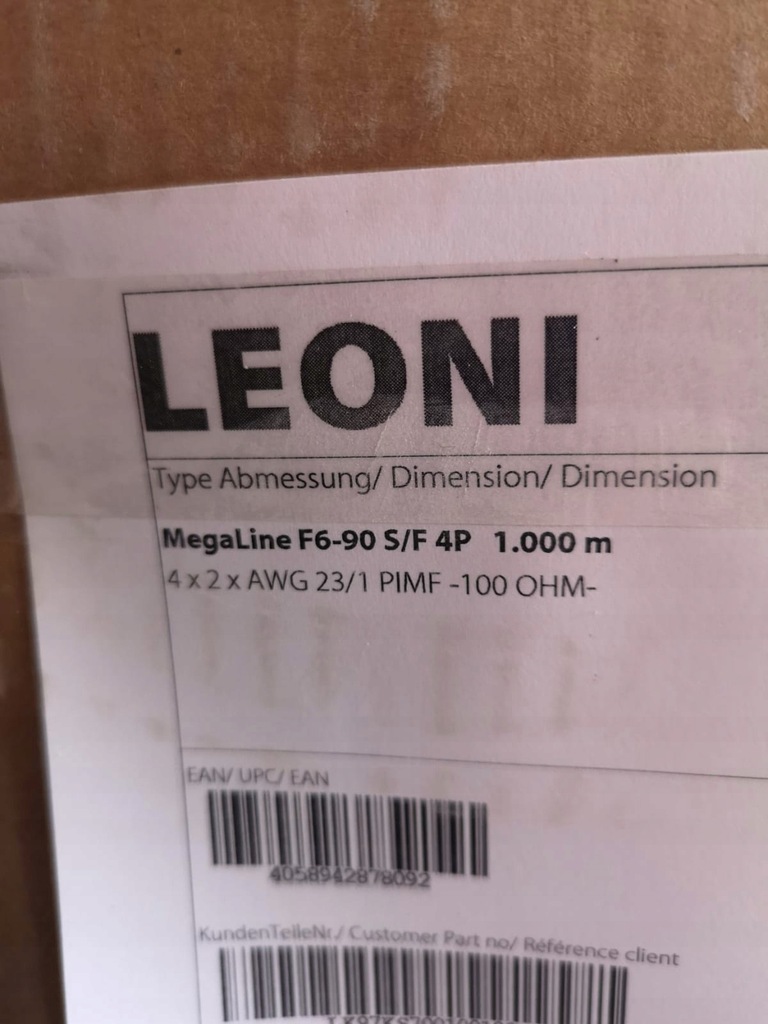 LEONI
Type Abmessung/ Dimension/ Dimension
MegaLine F6-90 S/F 4P 1.000 m
4 x 2 x AWG 23/1 PIMF -100 OHM-
EAN/ UPC/ EAN
4058942878092
KundenTeileNr./ Customer Part no/ Référence client